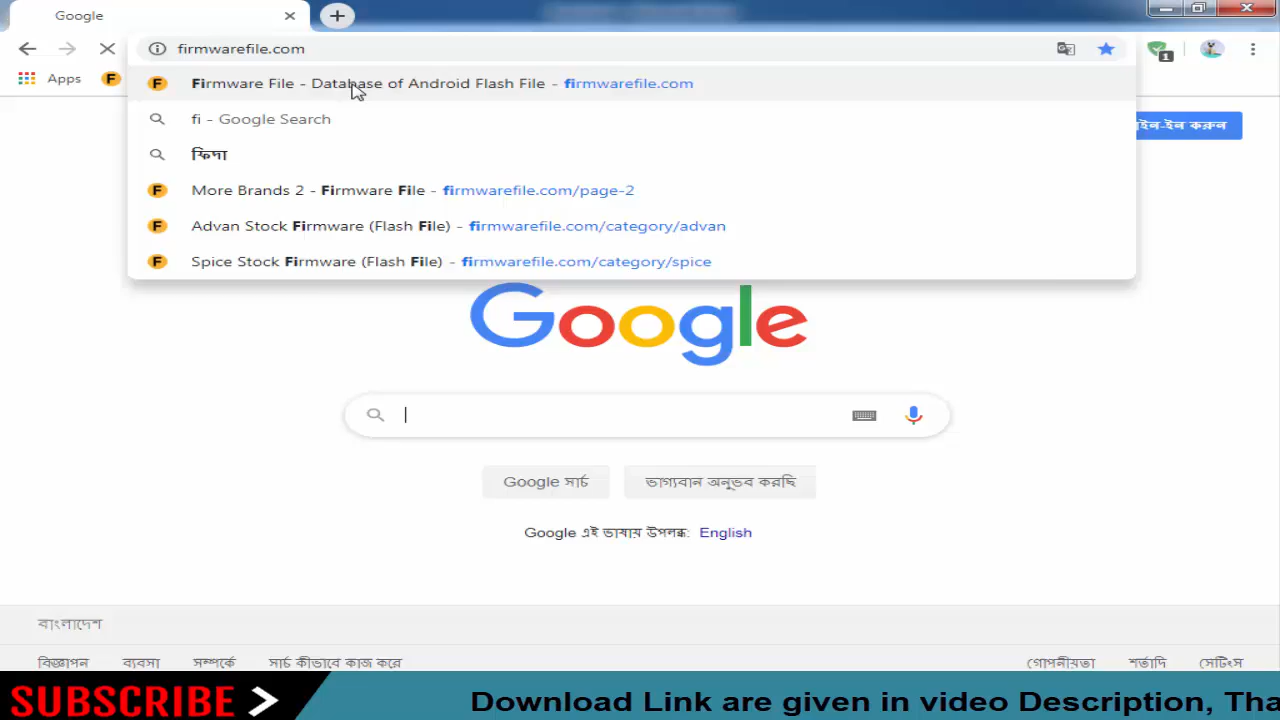 Google
firmwarefile.com
Apps
Firmware File - Database of Android Flash File - firmwarefile.com
fi - Google Search
ফিদা
More Brands 2 - Firmware File - firmwarefile.com/page-2
Advan Stock Firmware (Flash File) - firmwarefile.com/category/advan
Spice Stock Firmware (Flash File) - firmwarefile.com/category/spice
ইন-ইন করুন
Google
Google সার্চ
ভাগ্যবান অনুভব করছি
Google এই ভাষায় উপলব্ধ: English
বাংলাদেশ
বিজ্ঞাপন ব্যবসা সম্পর্কে সার্চ কীভাবে কাজ করে
গোপনীয়তা শর্তাদি সেটিংস
SUBSCRIBE
Download Link are given in video Description, Tha